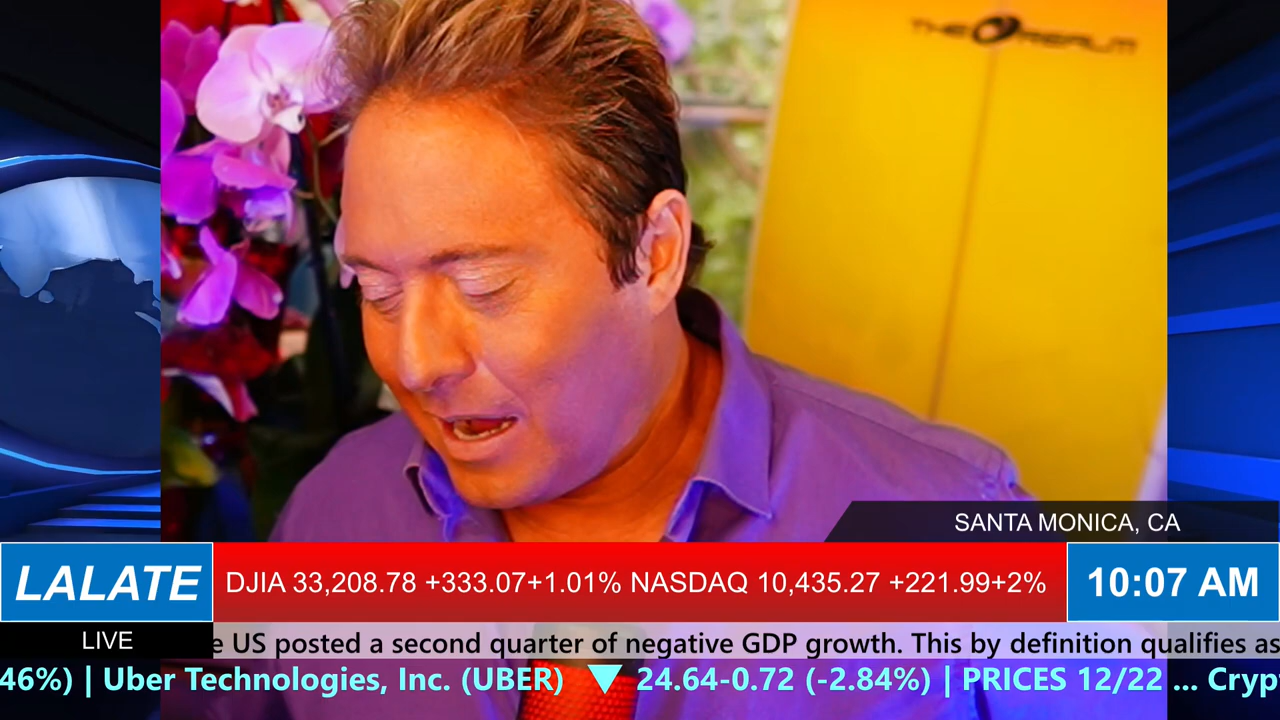 THE REALM
SANTA MONICA, CA
LALATE
DJIA 33,208.78 +333.07+1.01% NASDAQ 10,435.27 +221.99+2%
10:07 AM
LIVE
e US posted a second quarter of negative GDP growth. This by definition qualifies as
46%) | Uber Technologies, Inc. (UBER) ▼ 24.64-0.72 (-2.84%) | PRICES 12/22 ... Cryp